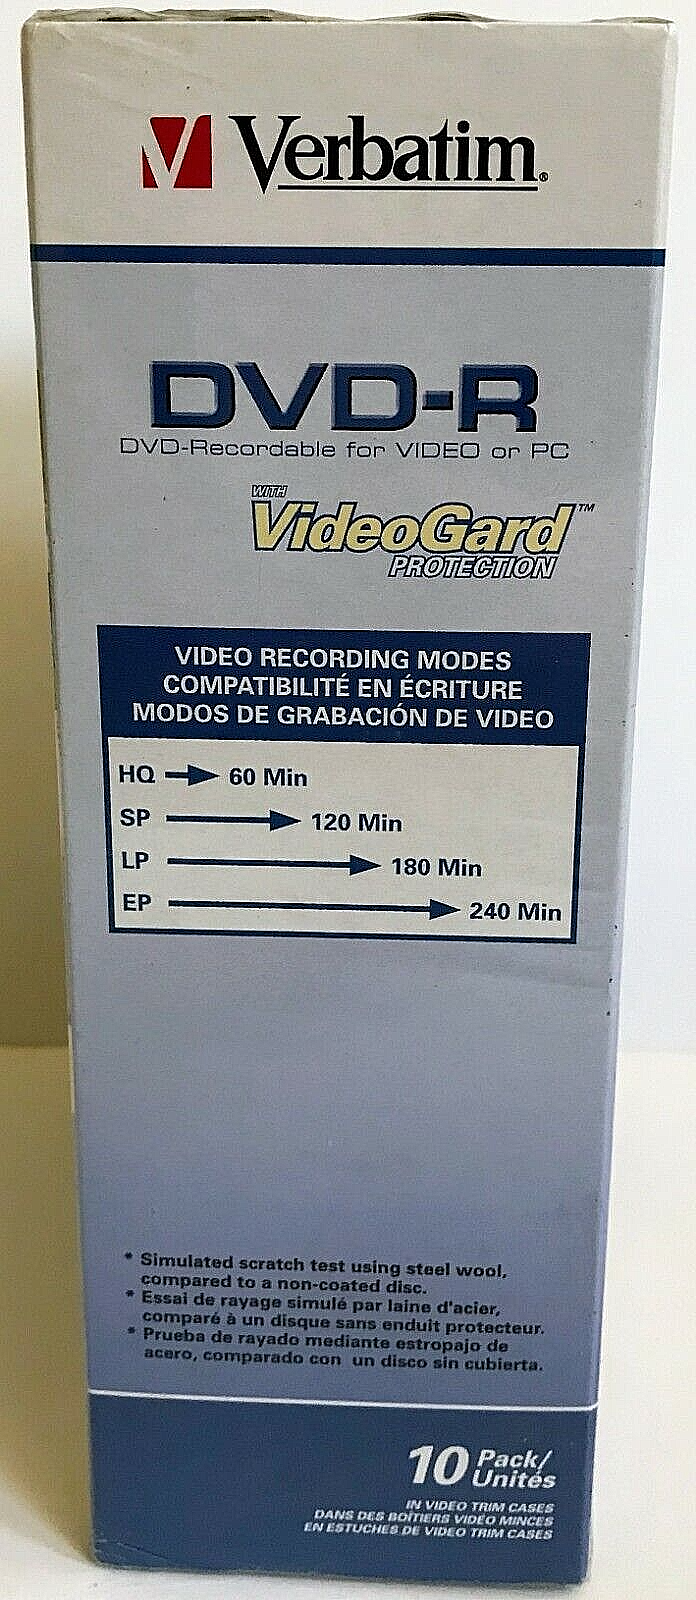 Verbatim®
DVD-R
DVD-Recordable for VIDEO or PC
WITH
VideoGard™
PROTECTION
VIDEO RECORDING MODES
COMPATIBILITÉ EN ÉCRITURE
MODOS DE GRABACIÓN DE VIDEO
HQ 60 Min
SP 120 Min
LP 180 Min
EP 240 Min
* Simulated scratch test using steel wool,
compared to a non-coated disc.
* Essai de rayage simulé par laine d'acier,
comparé à un disque sans enduit protecteur.
* Prueba de rayado mediante estropajo de
acero, comparado con un disco sin cubierta.
10 Pack/
Unités
IN VIDEO TRIM CASES
DANS DES BOÎTIERS VIDÉO MINCES
EN ESTUCHES DE VIDEO TRIM CASES